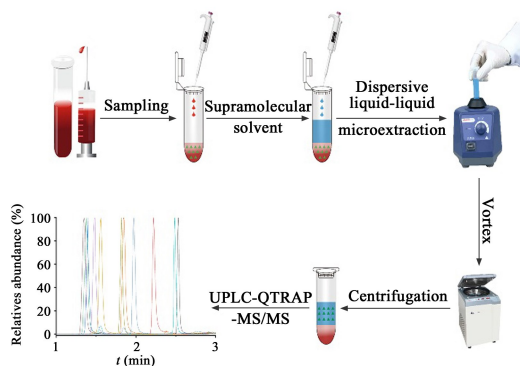 Sampling
Supramolecular
solvent
Dispersive
liquid-liquid
microextraction
Vortex
Centrifugation
UPLC-QTRAP
-MS/MS
Relatives abundance (%)
100
80
60
40
20
0
1
2
3
t (min)